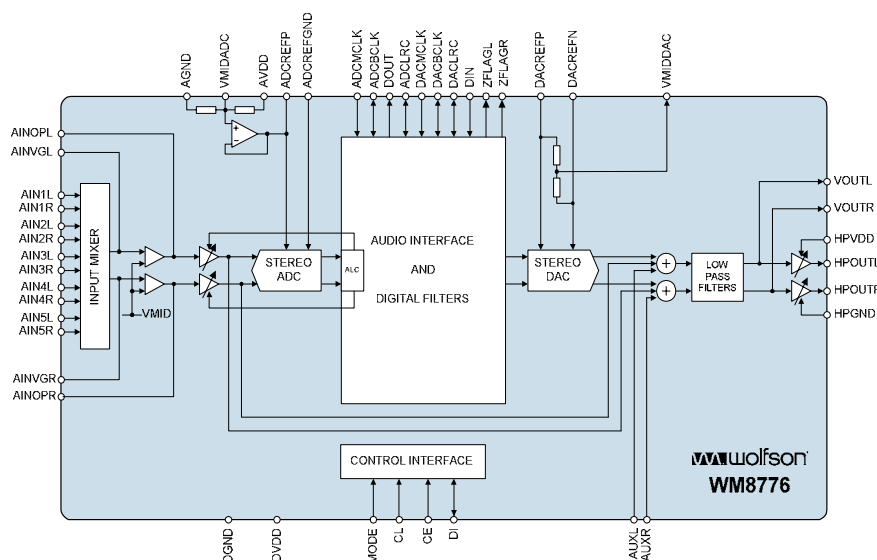 AGND
VMIDADC
AVDD
ADCREFP
ADCREFGND
ADCMCLK
ADCBCLK
DOUT
ADCLRC
DACMCLK
DACBCLK
DACLRC
DIN
ZFLAGL
ZFLAGR
DACREFP
DACREFN
VMIDDAC
AINOPL
AINVGL
AIN1L
AIN1R
AIN2L
AIN2R
AIN3L
AIN3R
AIN4L
AIN4R
AIN5L
AIN5R
AINVGR
AINOPR
INPUT MIXER
+
−
VMID
STEREO
ADC
ALC
AUDIO INTERFACE
AND
DIGITAL FILTERS
STEREO
DAC
+
+
LOW
PASS
FILTERS
VOUTL
VOUTR
HPVDD
HPOUTL
HPOUTR
HPGND
CONTROL INTERFACE
wolfson
WM8776
DGND
DVDD
MODE
CL
CE
DI
AUXL
AUXR